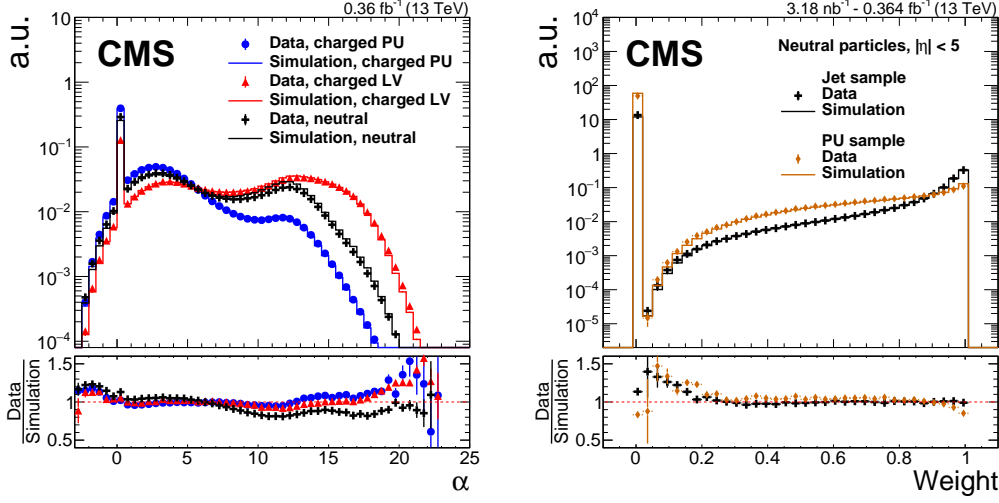 0.36 fb⁻¹ (13 TeV)
a.u.
CMS
Data, charged PU
Simulation, charged PU
Data, charged LV
Simulation, charged LV
Data, neutral
Simulation, neutral
1
10⁻¹
10⁻²
10⁻³
10⁻⁴
Data
Simulation
1.5
1
0.5
0 5 10 15 20 25
α
3.18 nb⁻¹ - 0.364 fb⁻¹ (13 TeV)
a.u.
CMS
Neutral particles, |η| < 5
Jet sample
Data
Simulation
PU sample
Data
Simulation
10⁴
10³
10²
10
1
10⁻¹
10⁻²
10⁻³
10⁻⁴
10⁻⁵
Data
Simulation
1.5
1
0.5
0 0.2 0.4 0.6 0.8 1
Weight